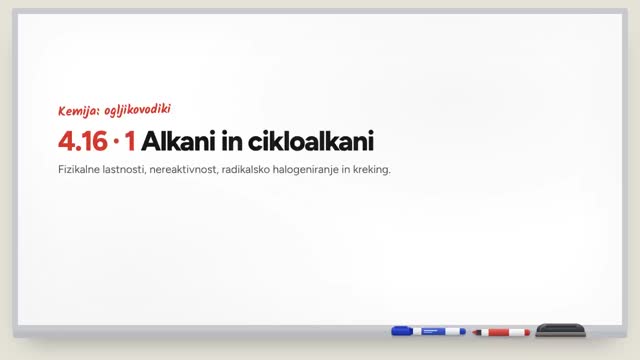 Kemija: ogljikovodiki
4.16 · 1 Alkani in cikloalkani
Fizikalne lastnosti, nereaktivnost, radikalsko halogeniranje in kreking.